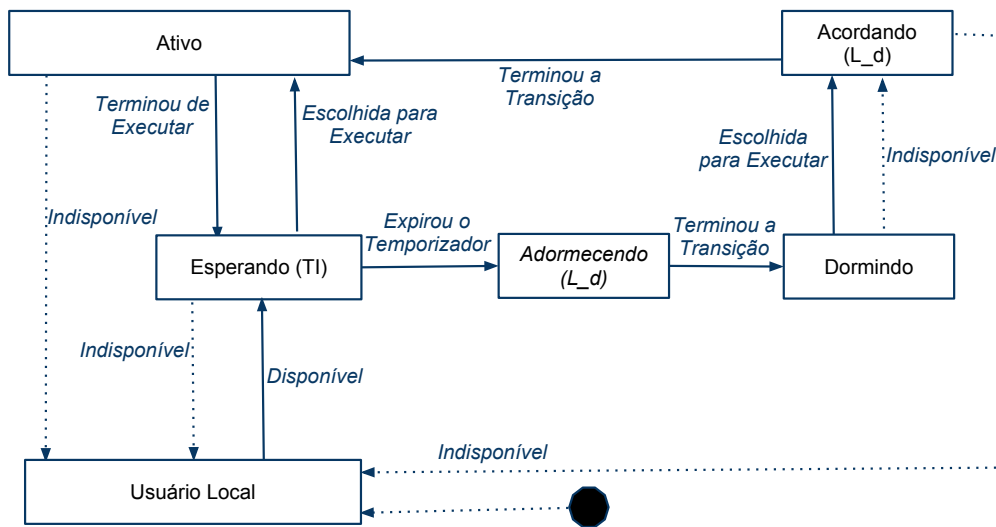 Ativo
Acordando
(L_d)
Terminou a
Transição
Terminou de
Executar
Escolhida para
Executar
Escolhida
para Executar
Indisponível
Indisponível
Expirou o
Temporizador
Terminou a
Transição
Esperando (TI)
Adormecendo
(L_d)
Dormindo
Indisponível
Disponível
Indisponível
Usuário Local